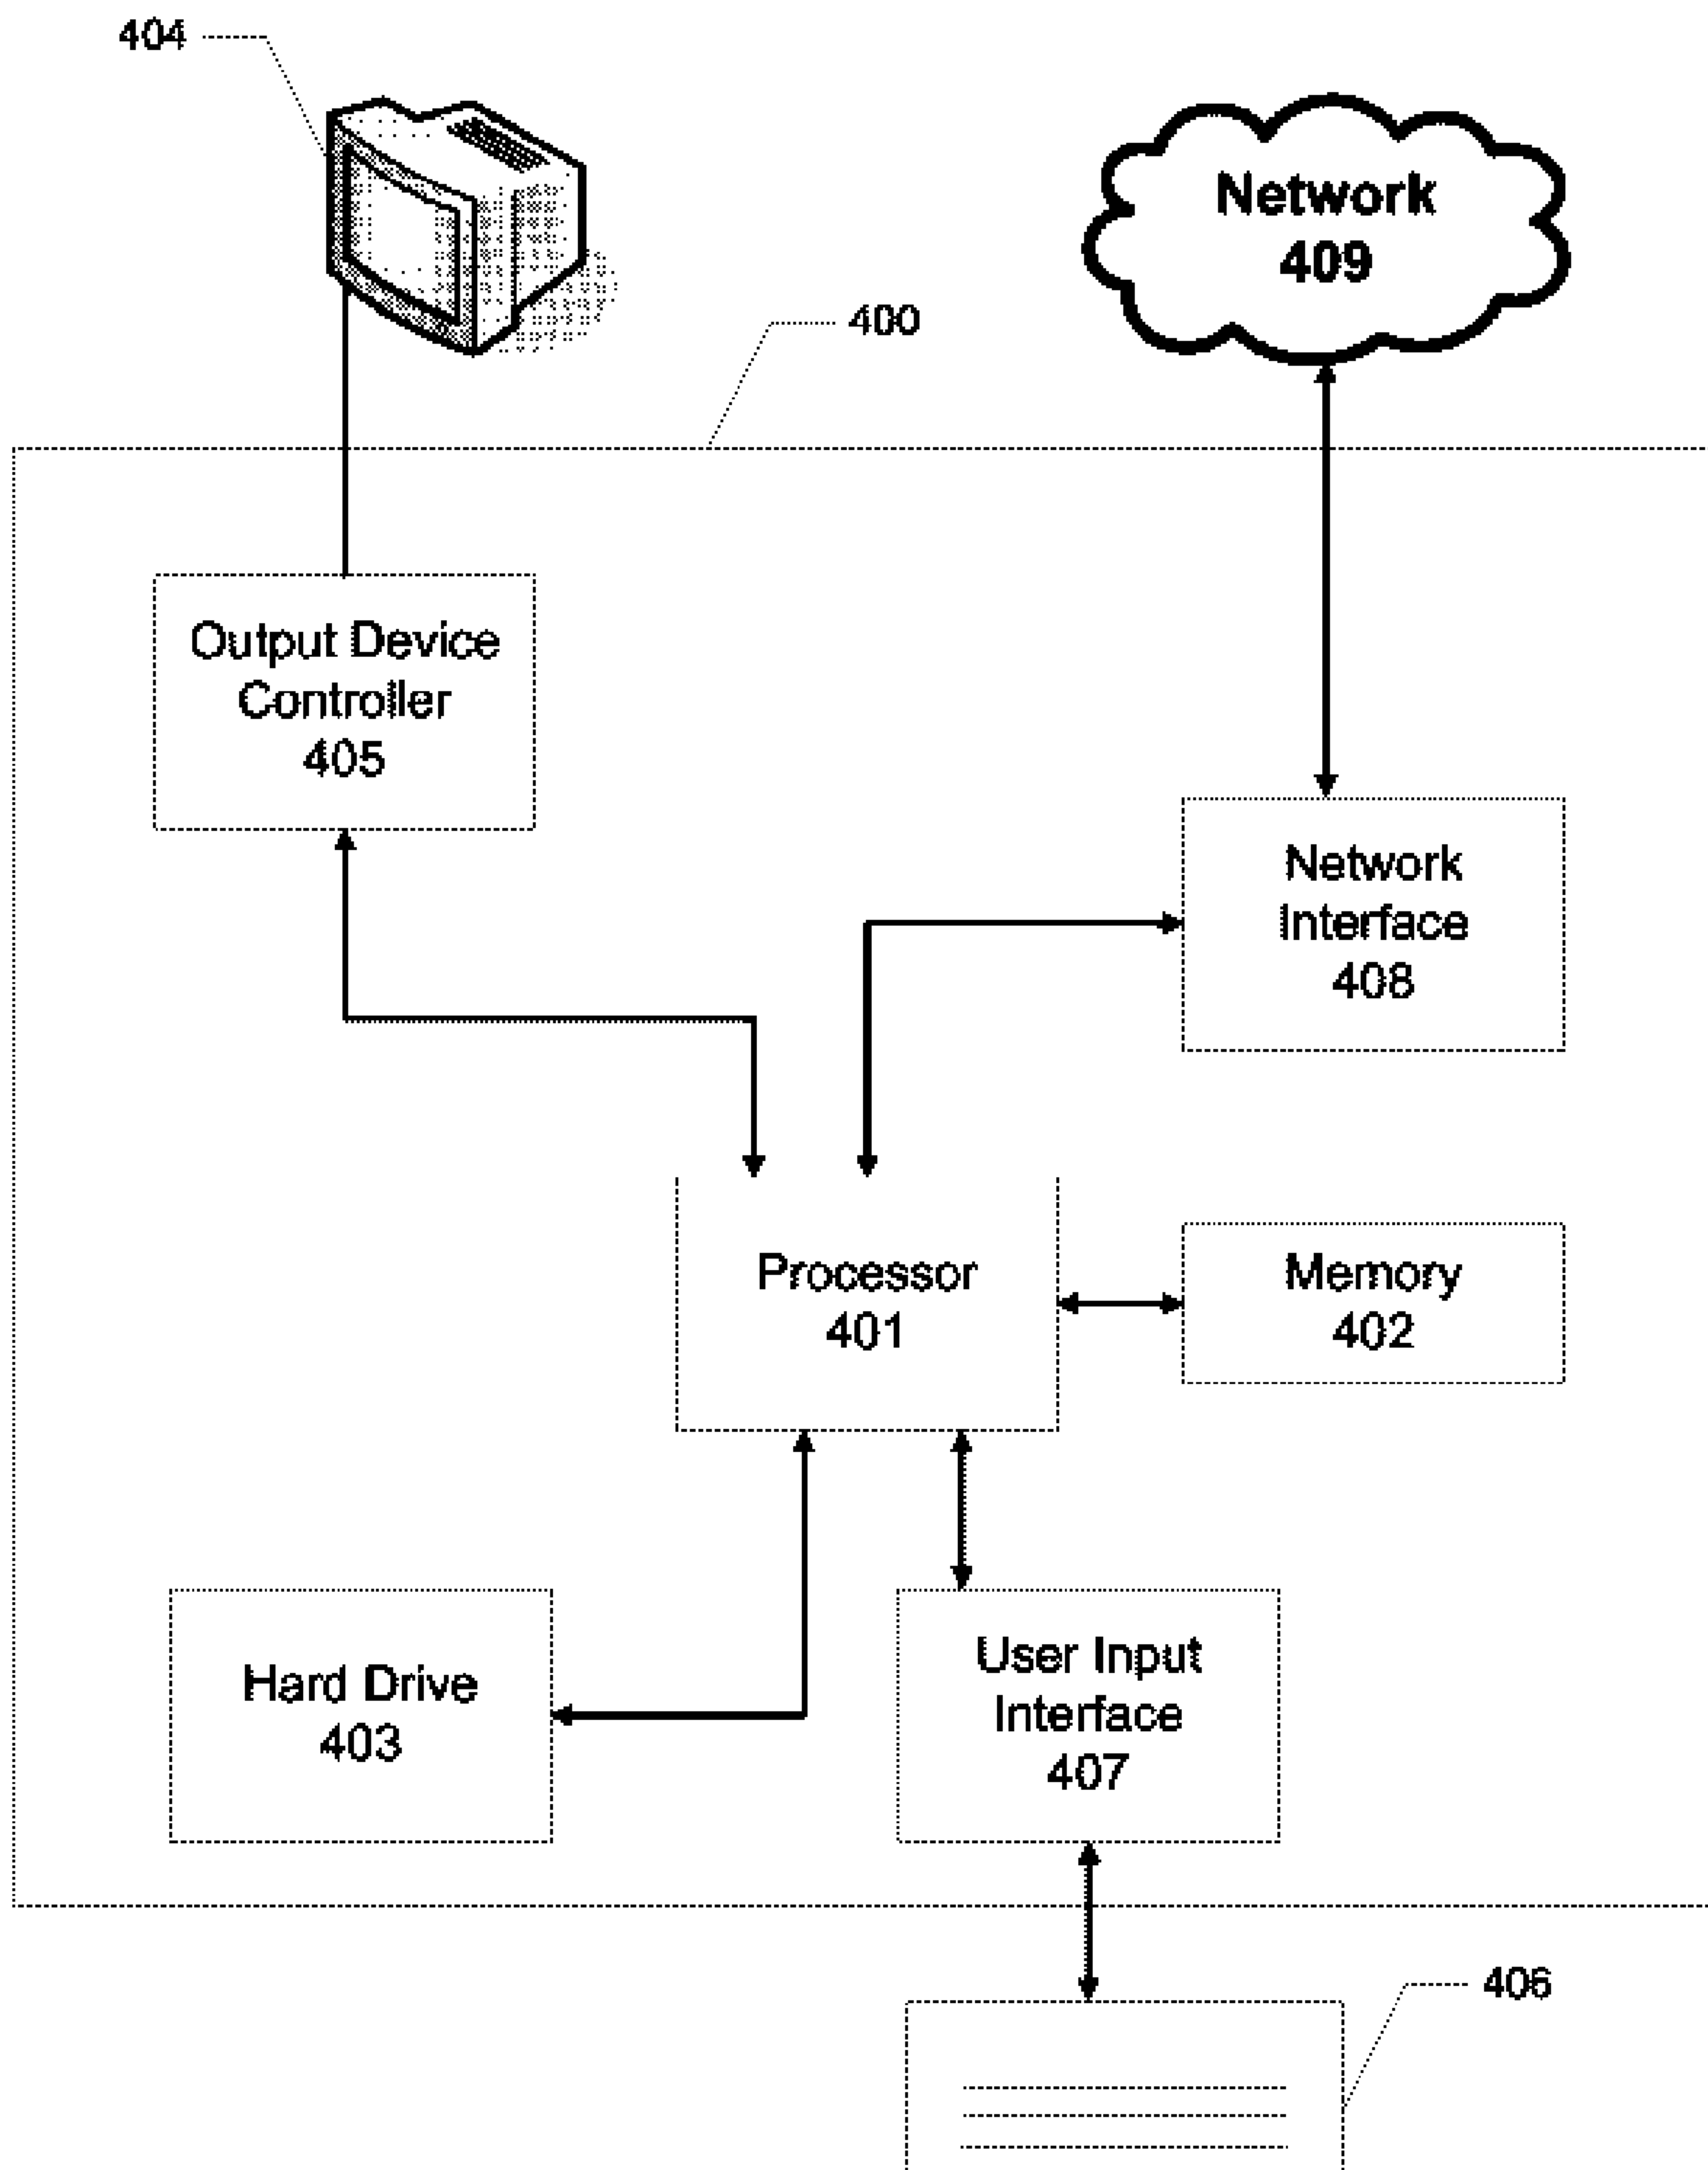 404
Network
409
400
Output Device
Controller
405
Network
Interface
408
Processor
401
Memory
402
Hard Drive
403
User Input
Interface
407
406